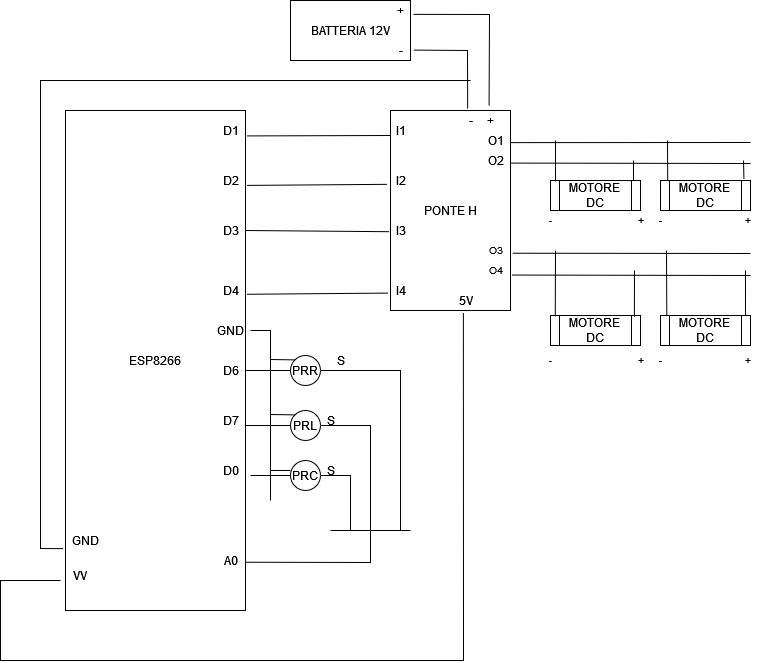 +
BATTERIA 12V
-
- +
D1 I1 O1
O2
D2 I2 MOTORE DC MOTORE DC
PONTE H
- + - +
D3 I3
O3
O4
D4 I4
5V
GND
MOTORE DC MOTORE DC
ESP8266
- + - +
D6 PRR S
D7 PRL S
D0 PRC S
GND
A0
VV